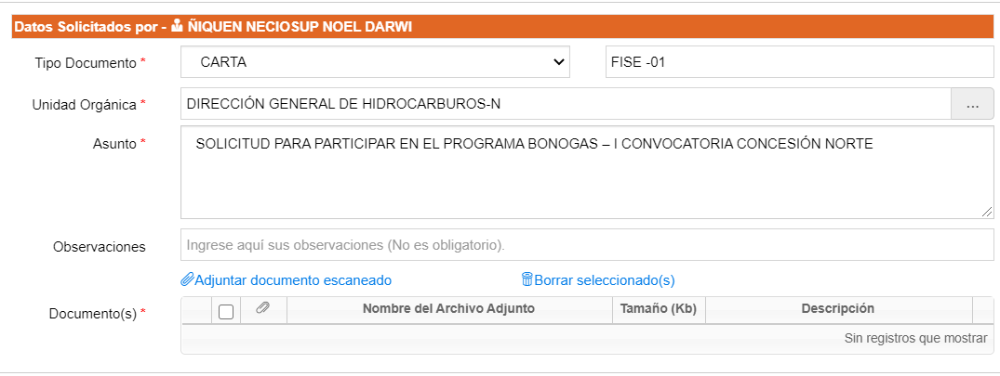 Datos Solicitados por - ÑIQUEN NECIOSUP NOEL DARWI
Tipo Documento * CARTA FISE -01
Unidad Orgánica * DIRECCIÓN GENERAL DE HIDROCARBUROS-N ...
Asunto * SOLICITUD PARA PARTICIPAR EN EL PROGRAMA BONOGAS – I CONVOCATORIA CONCESIÓN NORTE
Observaciones Ingrese aquí sus observaciones (No es obligatorio).
Adjuntar documento escaneado Borrar seleccionado(s)
Documento(s) * Nombre del Archivo Adjunto Tamaño (Kb) Descripción
Sin registros que mostrar